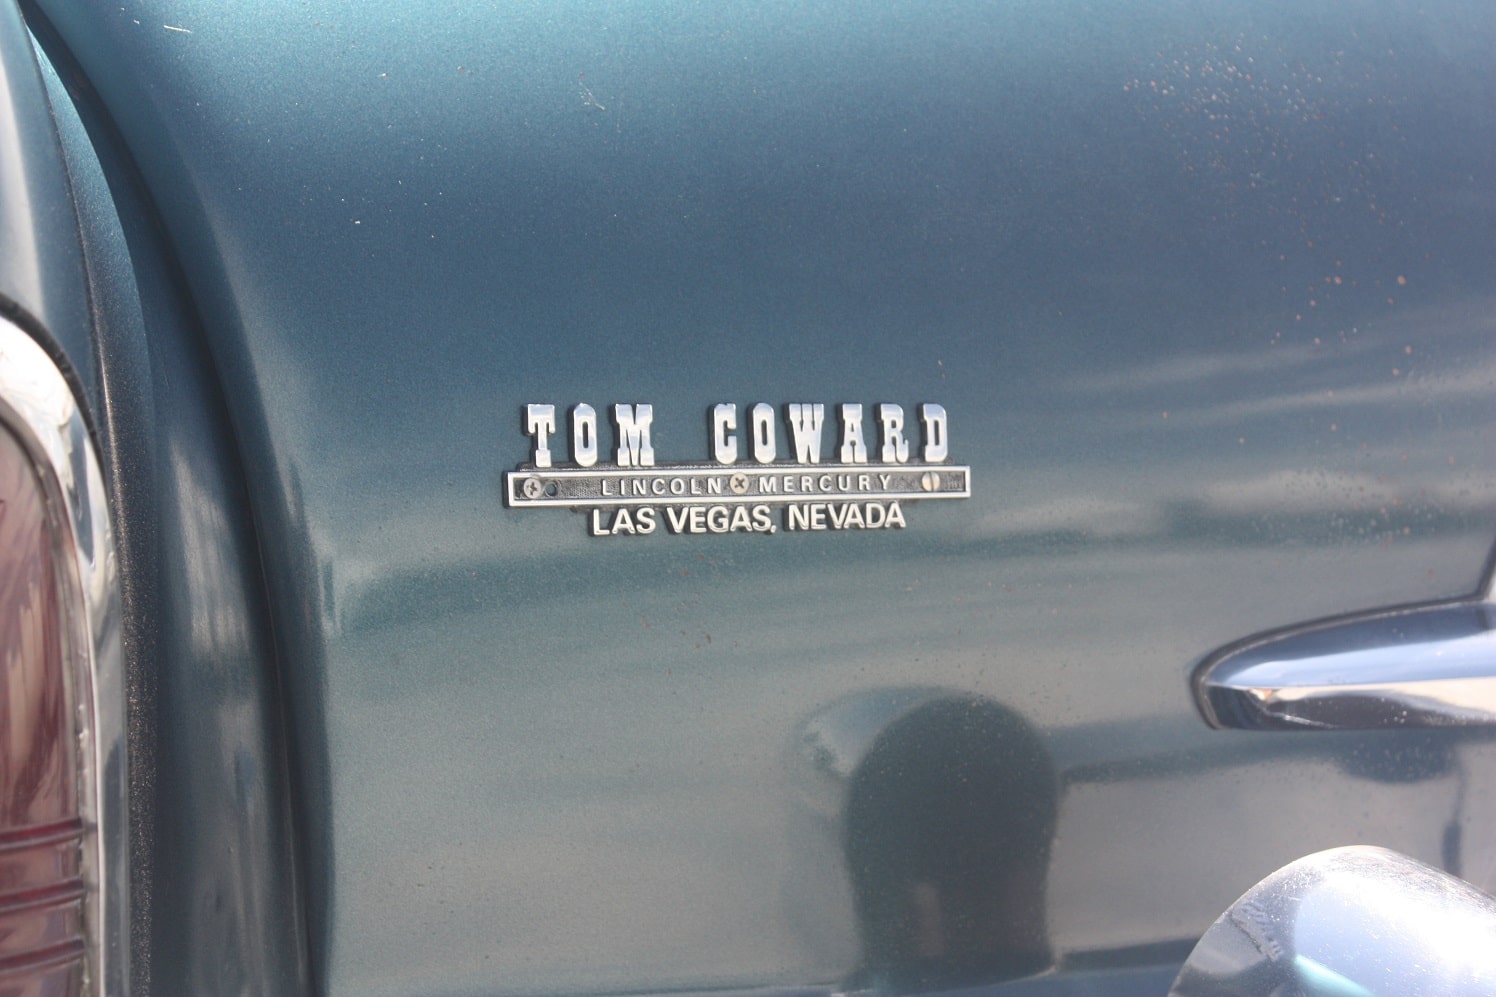 TOM COWARD
LINCOLN MERCURY
LAS VEGAS, NEVADA